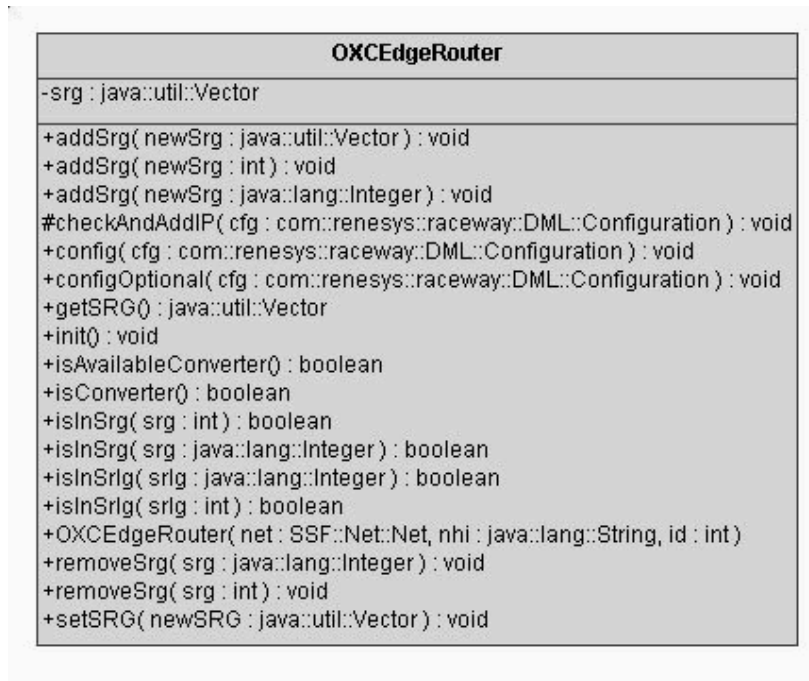 OXCEdgeRouter
-srg : java::util::Vector
+addSrg( newSrg : java::util::Vector ) : void
+addSrg( newSrg : int ) : void
+addSrg( newSrg : java::lang::Integer ) : void
#checkAndAddIP( cfg : com::renesys::raceway::DML::Configuration ) : void
+config( cfg : com::renesys::raceway::DML::Configuration ) : void
+configOptional( cfg : com::renesys::raceway::DML::Configuration ) : void
+getSRG() : java::util::Vector
+init() : void
+isAvailableConverter() : boolean
+isConverter() : boolean
+isInSrg( srg : int ) : boolean
+isInSrg( srg : java::lang::Integer ) : boolean
+isInSrlg( srlg : java::lang::Integer ) : boolean
+isInSrlg( srlg : int ) : boolean
+OXCEdgeRouter( net : SSF::Net::Net, nhi : java::lang::String, id : int )
+removeSrg( srg : java::lang::Integer ) : void
+removeSrg( srg : int ) : void
+setSRG( newSRG : java::util::Vector ) : void